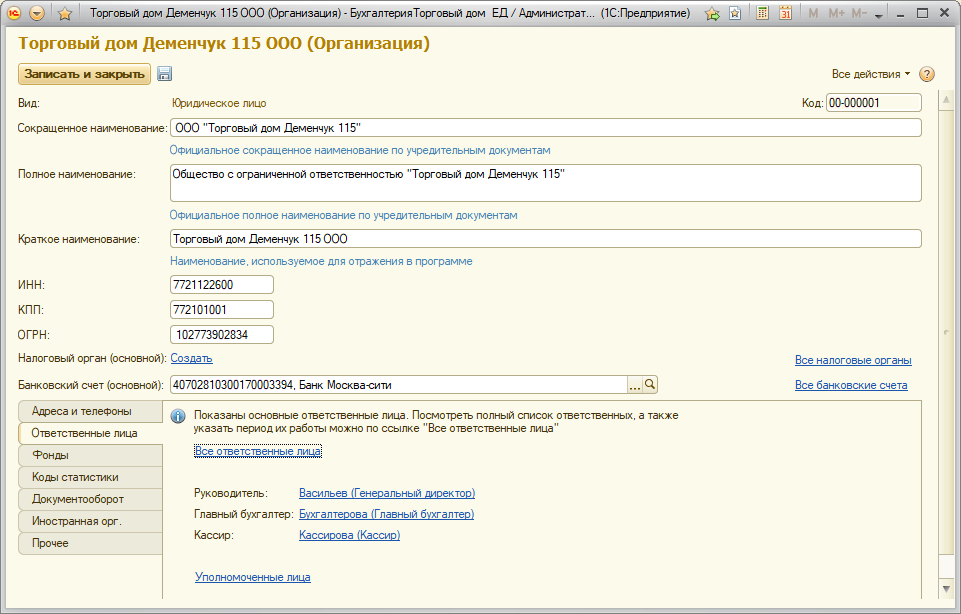 Торговый дом Деменчук 115 ООО (Организация) - БухгалтерияТорговый дом ЕД / Администрат... (1С:Предприятие)
M M+ M-
Торговый дом Деменчук 115 ООО (Организация)
Записать и закрыть
Все действия
Вид: Юридическое лицо Код: 00-000001
Сокращенное наименование: ООО "Торговый дом Деменчук 115"
Официальное сокращенное наименование по учредительным документам
Полное наименование: Общество с ограниченной ответственностью "Торговый дом Деменчук 115"
Официальное полное наименование по учредительным документам
Краткое наименование: Торговый дом Деменчук 115 ООО
Наименование, используемое для отражения в программе
ИНН: 7721122600
КПП: 772101001
ОГРН: 102773902834
Налоговый орган (основной): Создать Все налоговые органы
Банковский счет (основной): 40702810300170003394, Банк Москва-сити ... Все банковские счета
Адреса и телефоны
Ответственные лица
Фонды
Коды статистики
Документооборот
Иностранная орг.
Прочее
Показаны основные ответственные лица. Посмотреть полный список ответственных, а также
указать период их работы можно по ссылке "Все ответственные лица"
Все ответственные лица
Руководитель: Васильев (Генеральный директор)
Главный бухгалтер: Бухгалтерова (Главный бухгалтер)
Кассир: Кассирова (Кассир)
Уполномоченные лица